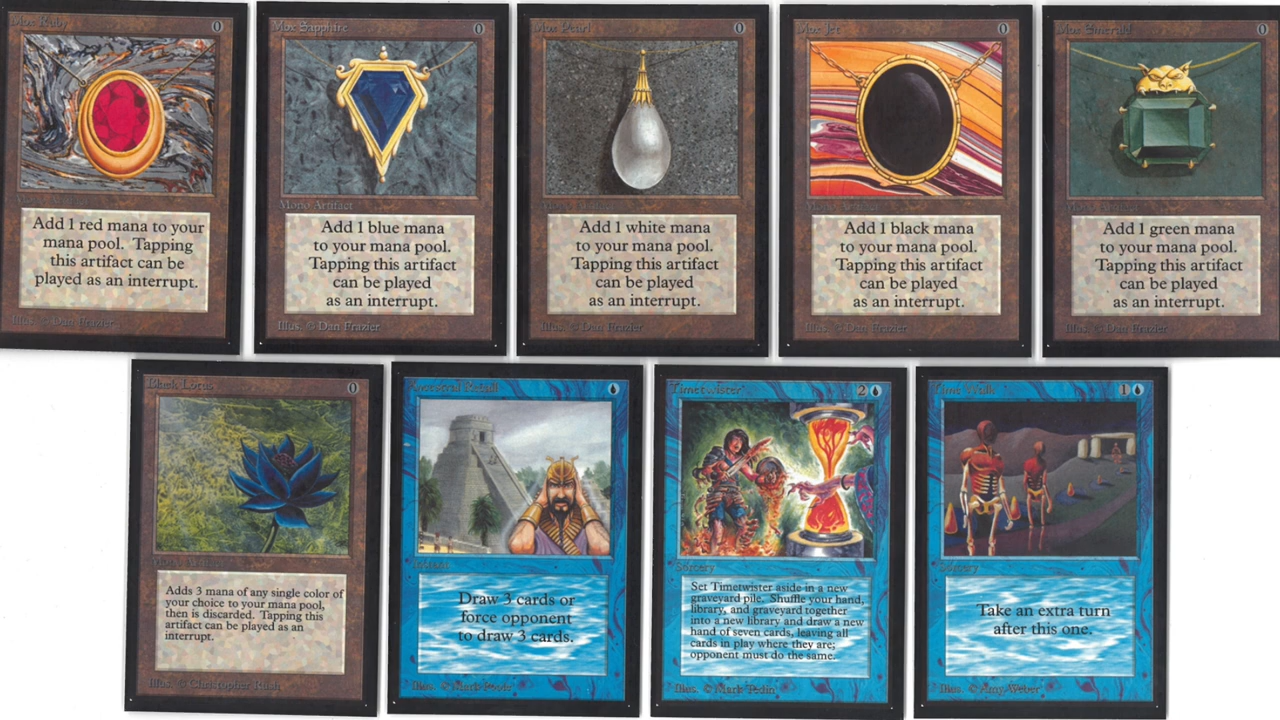 Mox Ruby 0
Add 1 red mana to your
mana pool. Tapping
this artifact can be
played as an interrupt.
Illus. © Dan Frazier
Mox Sapphire 0
Mono Artifact
Add 1 blue mana
to your mana pool.
Tapping this artifact
can be played
as an interrupt.
Illus. © Dan Frazier
Mox Pearl 0
Mono Artifact
Add 1 white mana
to your mana pool.
Tapping this artifact
can be played
as an interrupt.
Illus. © Dan Frazier
Mox Jet 0
Mono Artifact
Add 1 black mana
to your mana pool.
Tapping this artifact
can be played
as an interrupt.
Illus. © Dan Frazier
Mox Emerald 0
Mono Artifact
Add 1 green mana
to your mana pool.
Tapping this artifact
can be played
as an interrupt.
Illus. © Dan Frazier
Black Lotus 0
Mono Artifact
Adds 3 mana of any single color of
your choice to your mana pool,
then is discarded. Tapping this
artifact can be played as an
interrupt.
Illus. © Christopher Rush
Ancestral Recall
Instant
Draw 3 cards or
force opponent
to draw 3 cards.
Illus. © Mark Poole
Timetwister 2
Sorcery
Set Timetwister aside in a new
graveyard pile. Shuffle your hand,
library, and graveyard together
into a new library and draw a new
hand of seven cards, leaving all
cards in play where they are;
opponent must do the same.
Illus. © Mark Tedin
Time Walk 1
Sorcery
Take an extra turn
after this one.
Illus. © Amy Weber